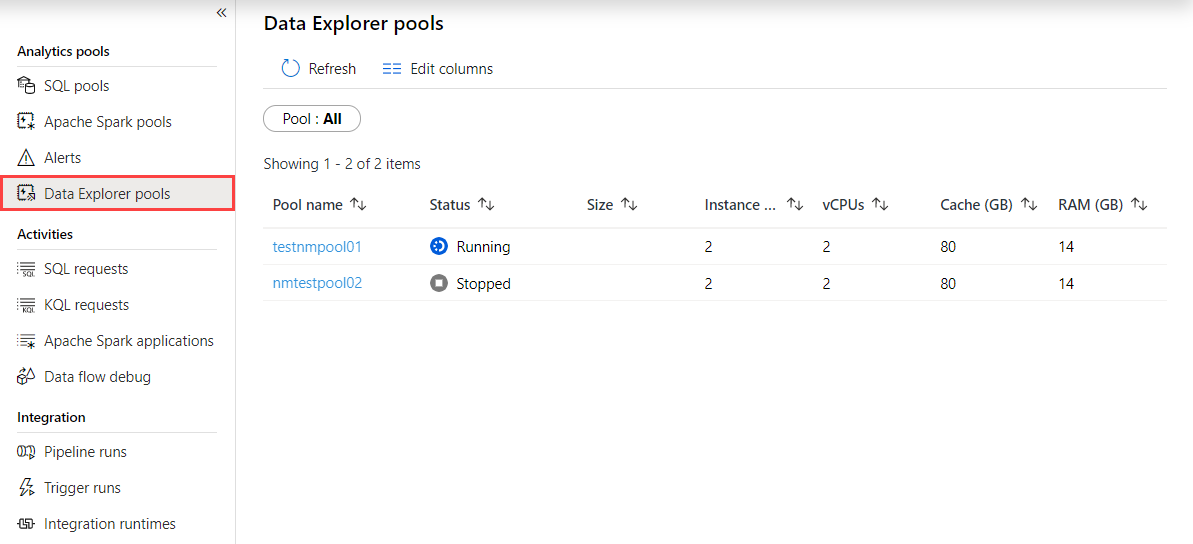 Analytics pools
SQL pools
Apache Spark pools
Alerts
Data Explorer pools
Activities
SQL requests
KQL requests
Apache Spark applications
Data flow debug
Integration
Pipeline runs
Trigger runs
Integration runtimes
Data Explorer pools
Refresh Edit columns
Pool : All
Showing 1 - 2 of 2 items
Pool name Status Size Instance ... vCPUs Cache (GB) RAM (GB)
testnmpool01 Running 2 2 80 14
nmtestpool02 Stopped 2 2 80 14